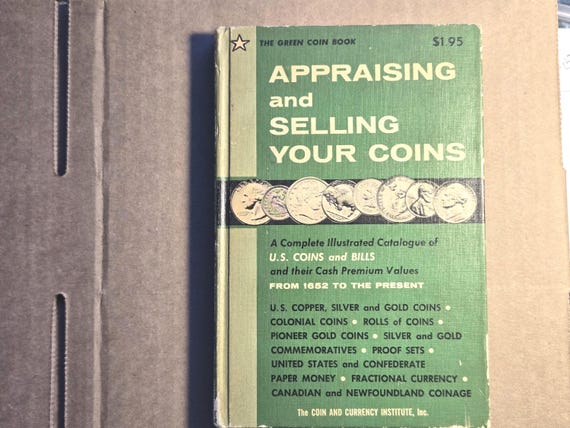 THE GREEN COIN BOOK $1.95
APPRAISING
and
SELLING
YOUR COINS
A Complete Illustrated Catalogue of
U.S. COINS and BILLS
and their Cash Premium Values
FROM 1652 TO THE PRESENT
U.S. COPPER, SILVER and GOLD COINS •
COLONIAL COINS • ROLLS of COINS •
PIONEER GOLD COINS • SILVER and GOLD
COMMEMORATIVES • PROOF SETS •
UNITED STATES and CONFEDERATE
PAPER MONEY • FRACTIONAL CURRENCY •
CANADIAN and NEWFOUNDLAND COINAGE
The COIN AND CURRENCY INSTITUTE, Inc.